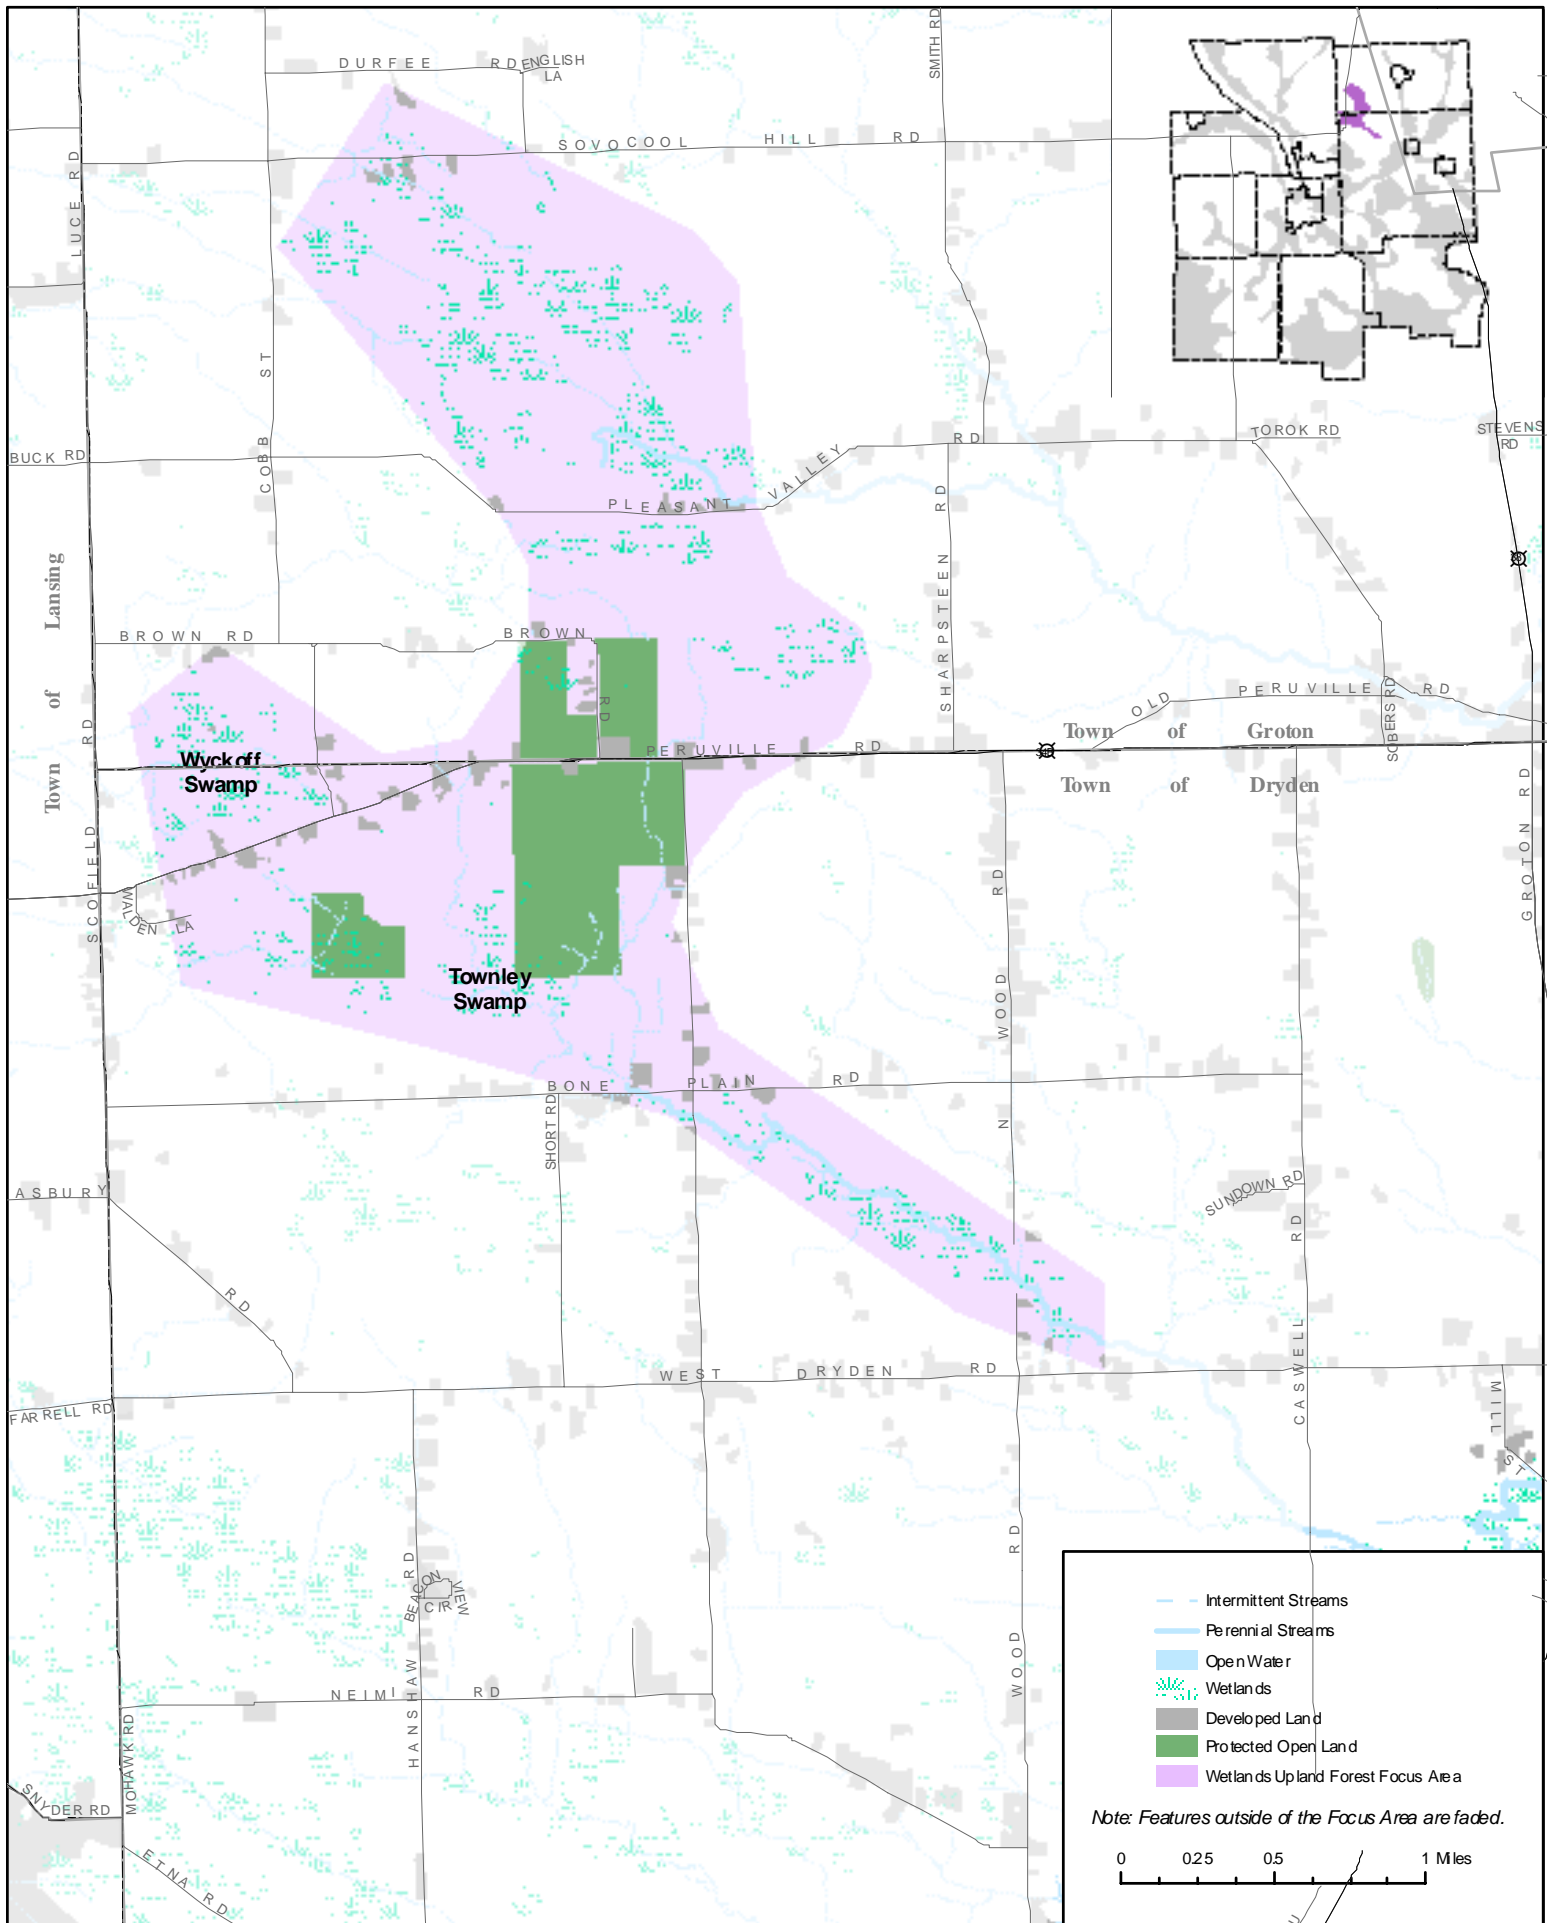 DURFEE RD
ENGLISH
LA
SMITH RD
SOVOCOOL HILL RD
LUCE RD
COBB ST
BUCK RD
PLEASANT VALLEY RD
TOROK RD
STEVENS
RD
SHARPSTEEN RD
Town of Lansing
BROWN RD
BROWN RD
OLD PERUVILLE RD
SOBERS RD
PERUVILLE RD
Town of Groton
Town of Dryden
Wyckoff
Swamp
SCOFIELD RD
WALDEN LA
GROTON RD
N WOOD RD
Townley
Swamp
BONE PLAIN RD
SHORT RD
ASBURY RD
SUNDOWN RD
CASWELL RD
WEST DRYDEN RD
FARRELL RD
MILL ST
HANSHAW RD
BEACON VIEW
CIR
WOOD RD
NEIMI RD
MOHAWK RD
SNYDER RD
ETNA RD
Intermittent Streams
Perennial Streams
Open Water
Wetlands
Developed Land
Protected Open Land
Wetlands Upland Forest Focus Area
Note: Features outside of the Focus Area are faded.
0 0.25 0.5 1 Miles